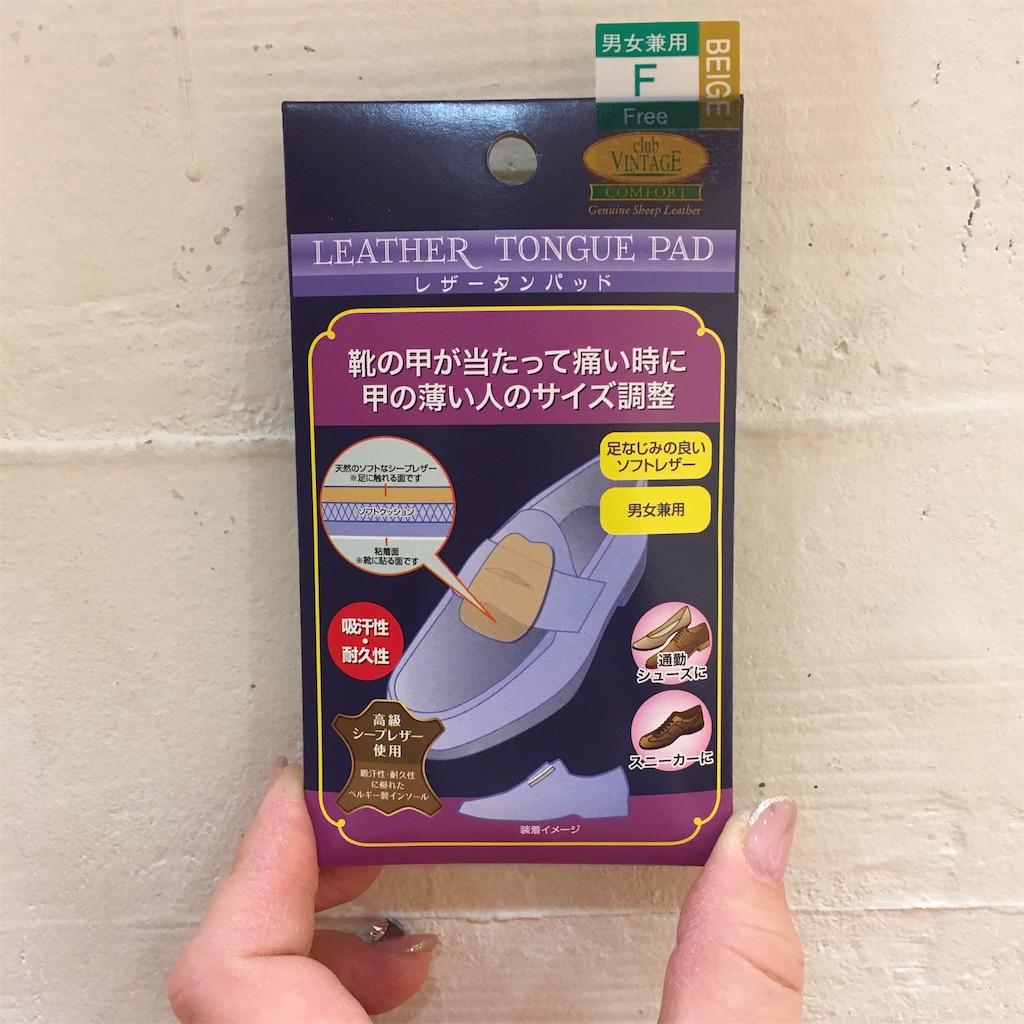 男女兼用
F
Free
BEIGE
club
VINTAGE
COMFORT
Genuine Sheep Leather
LEATHER TONGUE PAD
レザータンパッド
靴の甲が当たって痛い時に
甲の薄い人のサイズ調整
天然のソフトなシープレザー
※足に触れる面です
ソフトクッション
粘着面
※靴に貼る面です
足なじみの良い
ソフトレザー
男女兼用
吸汗性
・
耐久性
通勤
シューズに
スニーカーに
高級
シープレザー
使用
吸汗性・耐久性
に優れた
ベルギー製インソール
装着イメージ